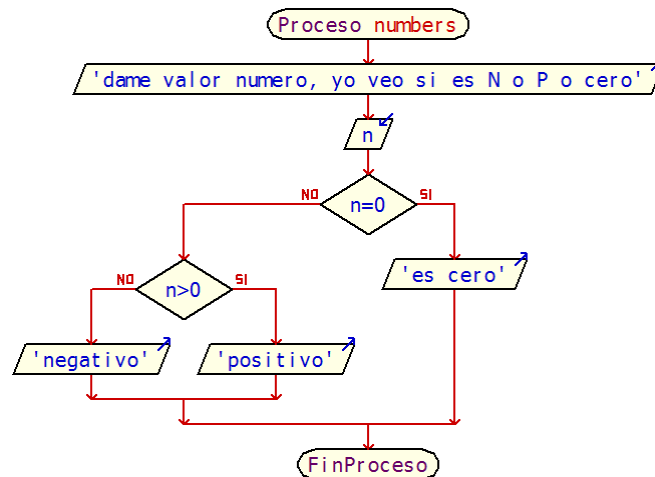 Proceso numbers
'dame valor numero, yo veo si es N o P o cero'
n
n=0
NO
SI
n>0
NO
SI
'es cero'
'negativo'
'positivo'
FinProceso